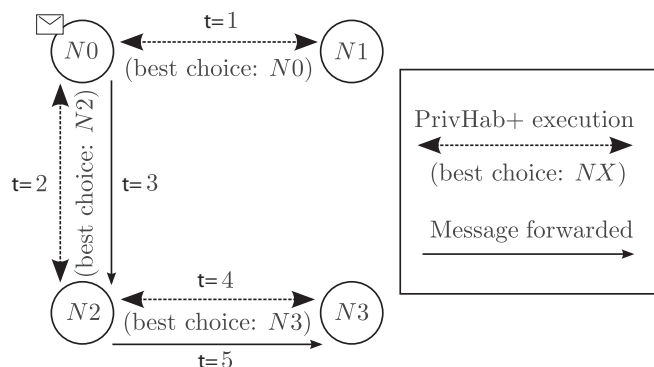 t=1
N0
N1
(best choice: N0)
PrivHab+ execution
(best choice: NX)
Message forwarded
t=2
(best choice: N2)
t=3
t=4
N2
(best choice: N3)
N3
t=5